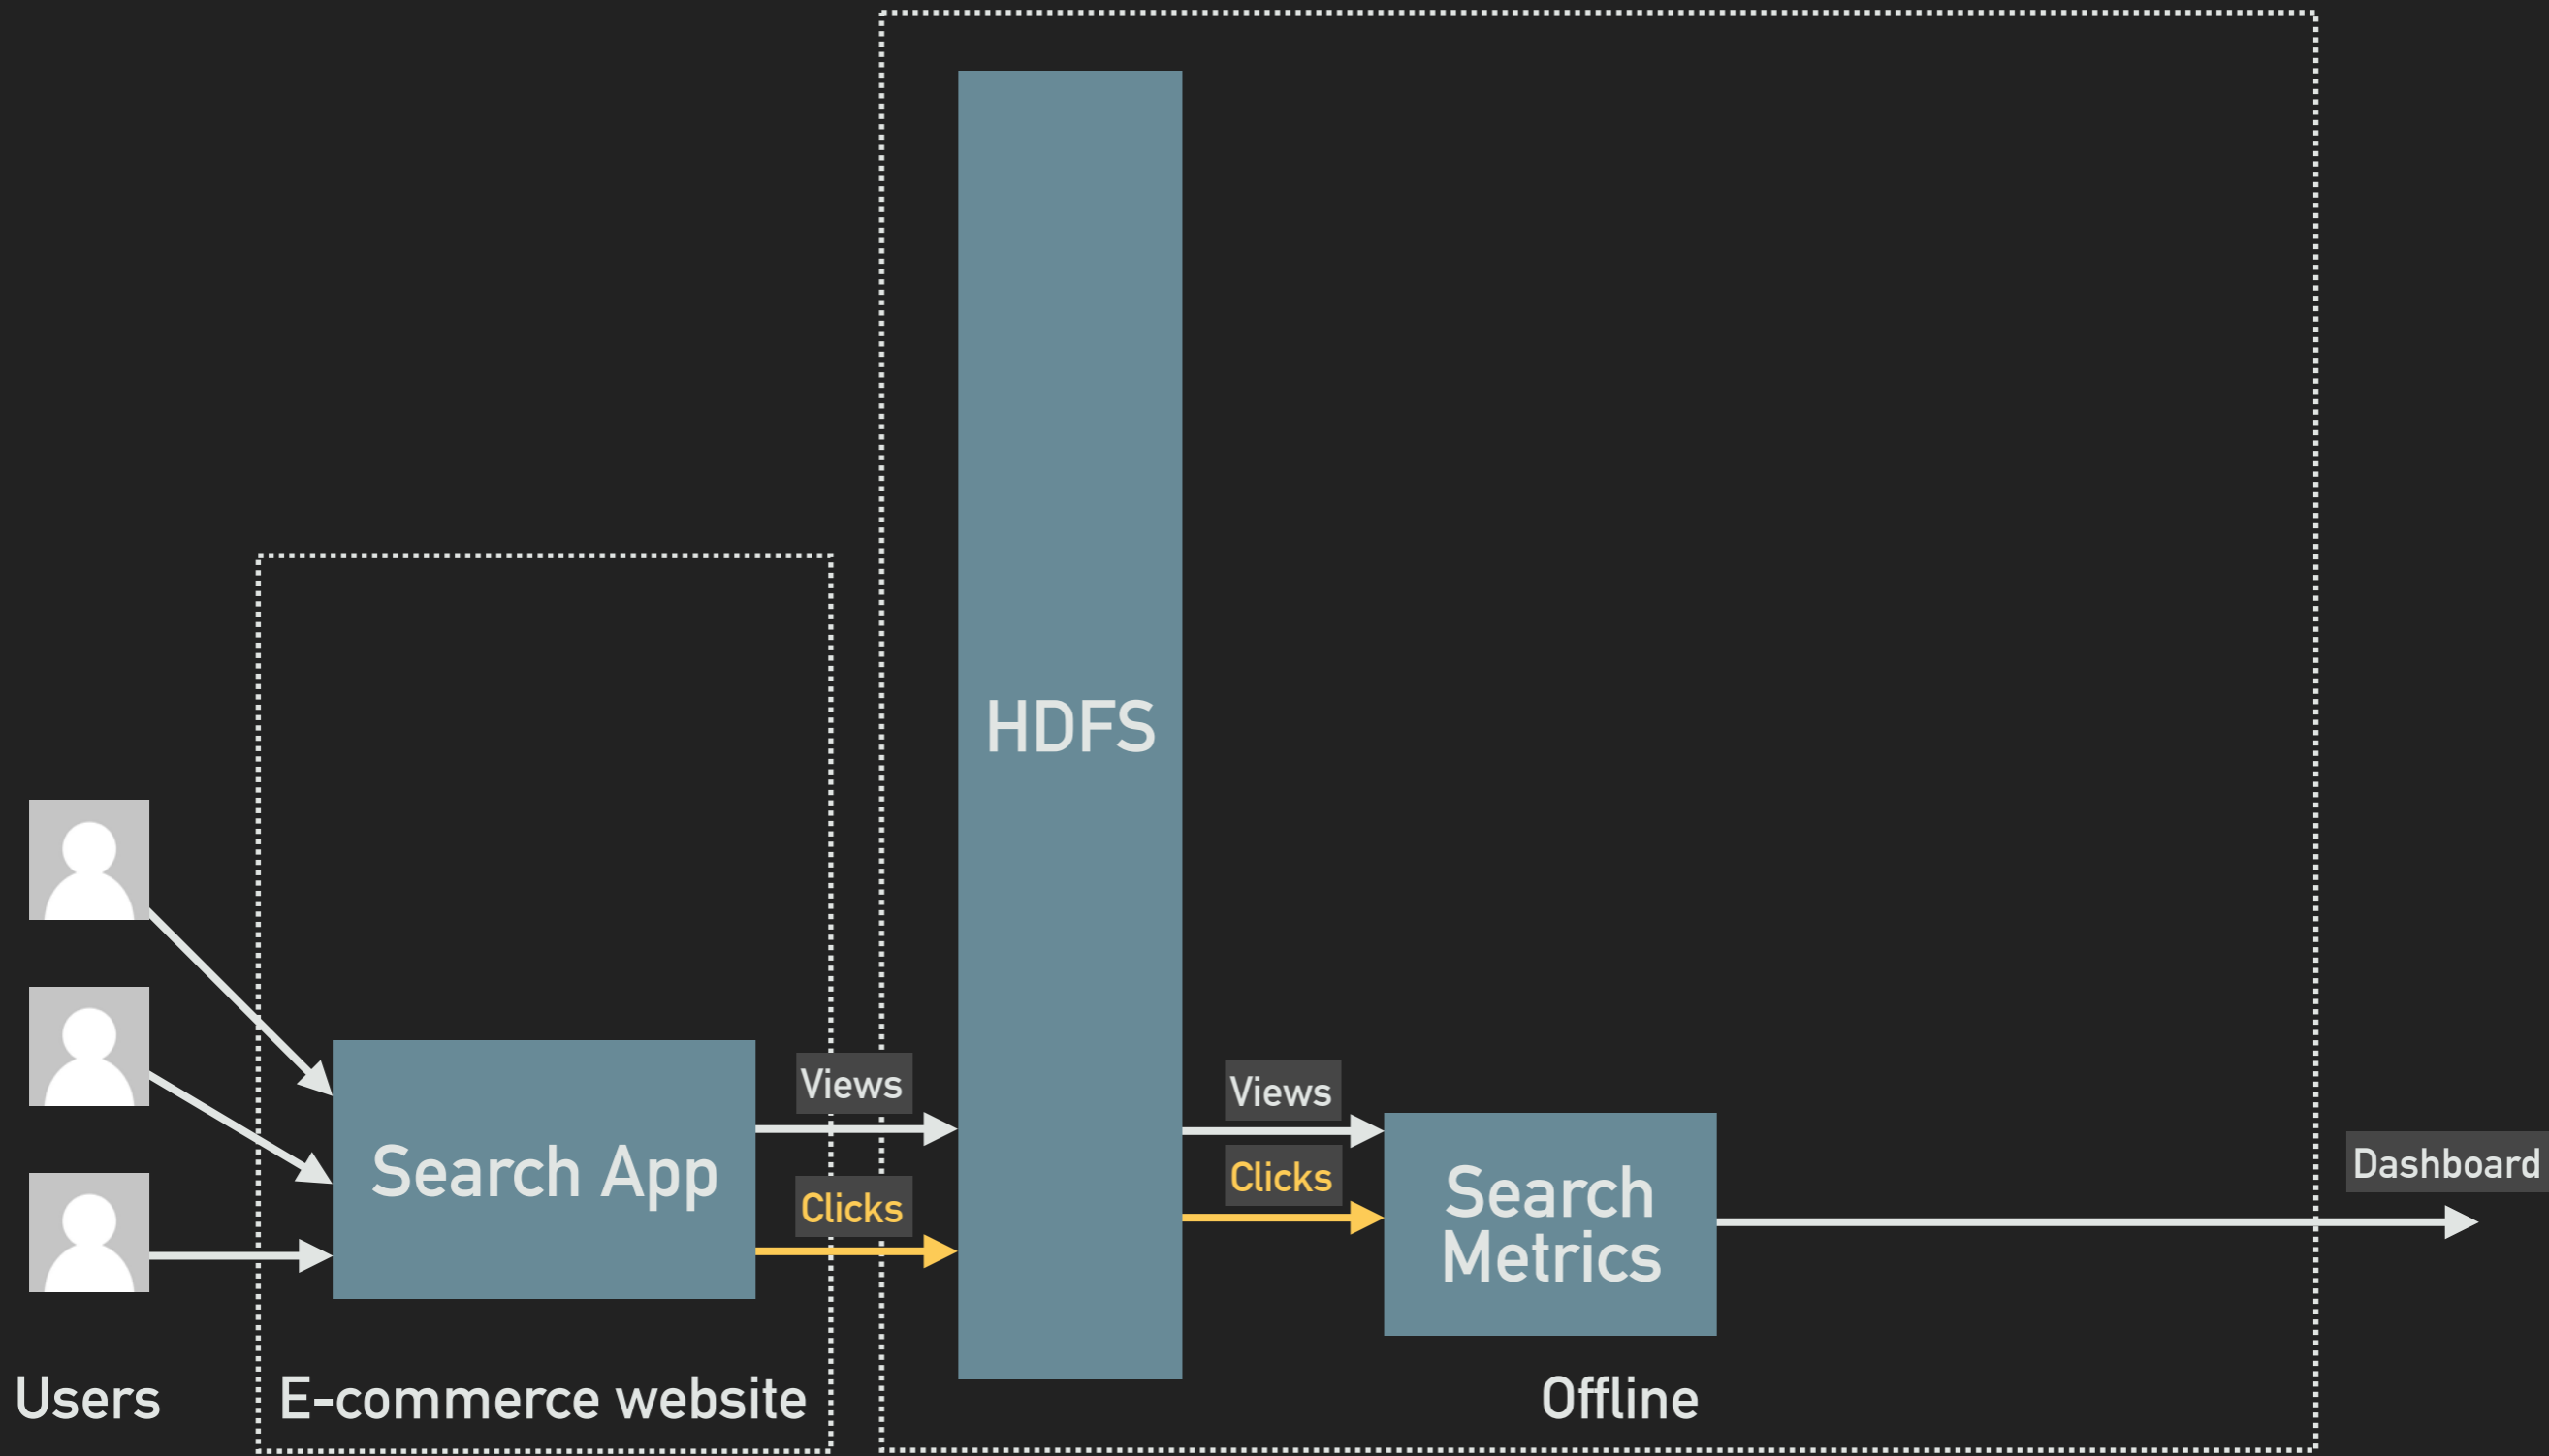 HDFS
Views
Views
Dashboard
Search App
Clicks
Clicks
Search
Metrics
Users
E-commerce website
Offline